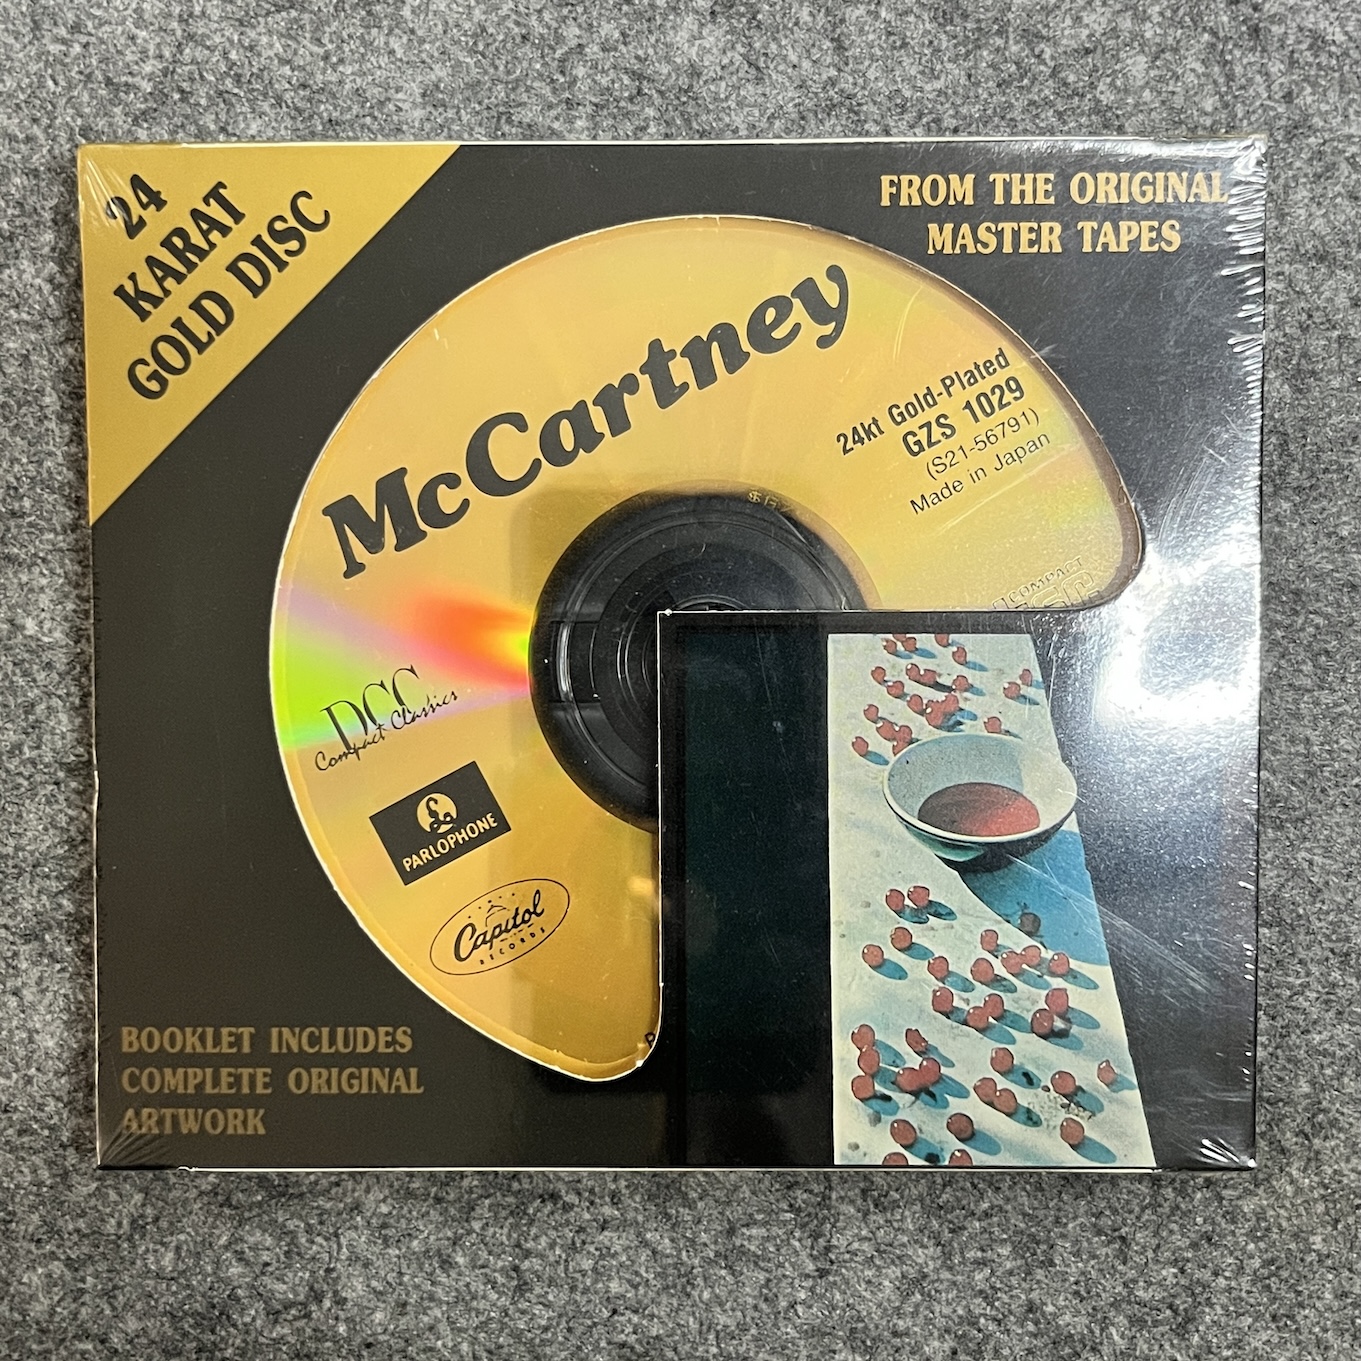 24
KARAT
GOLD DISC
FROM THE ORIGINAL
MASTER TAPES
McCartney
24kt Gold-Plated
GZS 1029
(S21-56791)
Made in Japan
COMPACT
DCC
Compact Classics
£
PARLOPHONE
Capitol
RECORDS
BOOKLET INCLUDES
COMPLETE ORIGINAL
ARTWORK